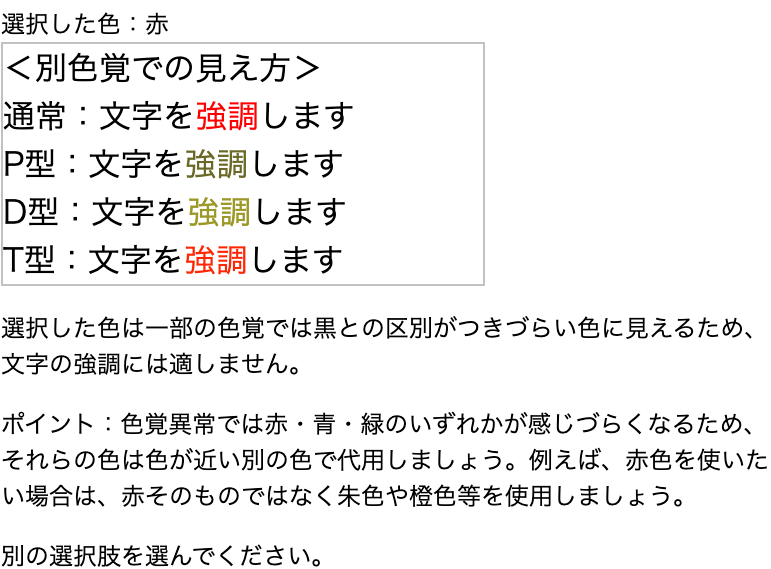 選択した色：赤
＜別色覚での見え方＞
通常：文字を強調します
P型：文字を強調します
D型：文字を強調します
T型：文字を強調します
選択した色は一部の色覚では黒との区別がつきづらい色に見えるため、
文字の強調には適しません。
ポイント：色覚異常では赤・青・緑のいずれかが感じづらくなるため、
それらの色は色が近い別の色で代用しましょう。例えば、赤色を使いた
い場合は、赤そのものではなく朱色や橙色等を使用しましょう。
別の選択肢を選んでください。